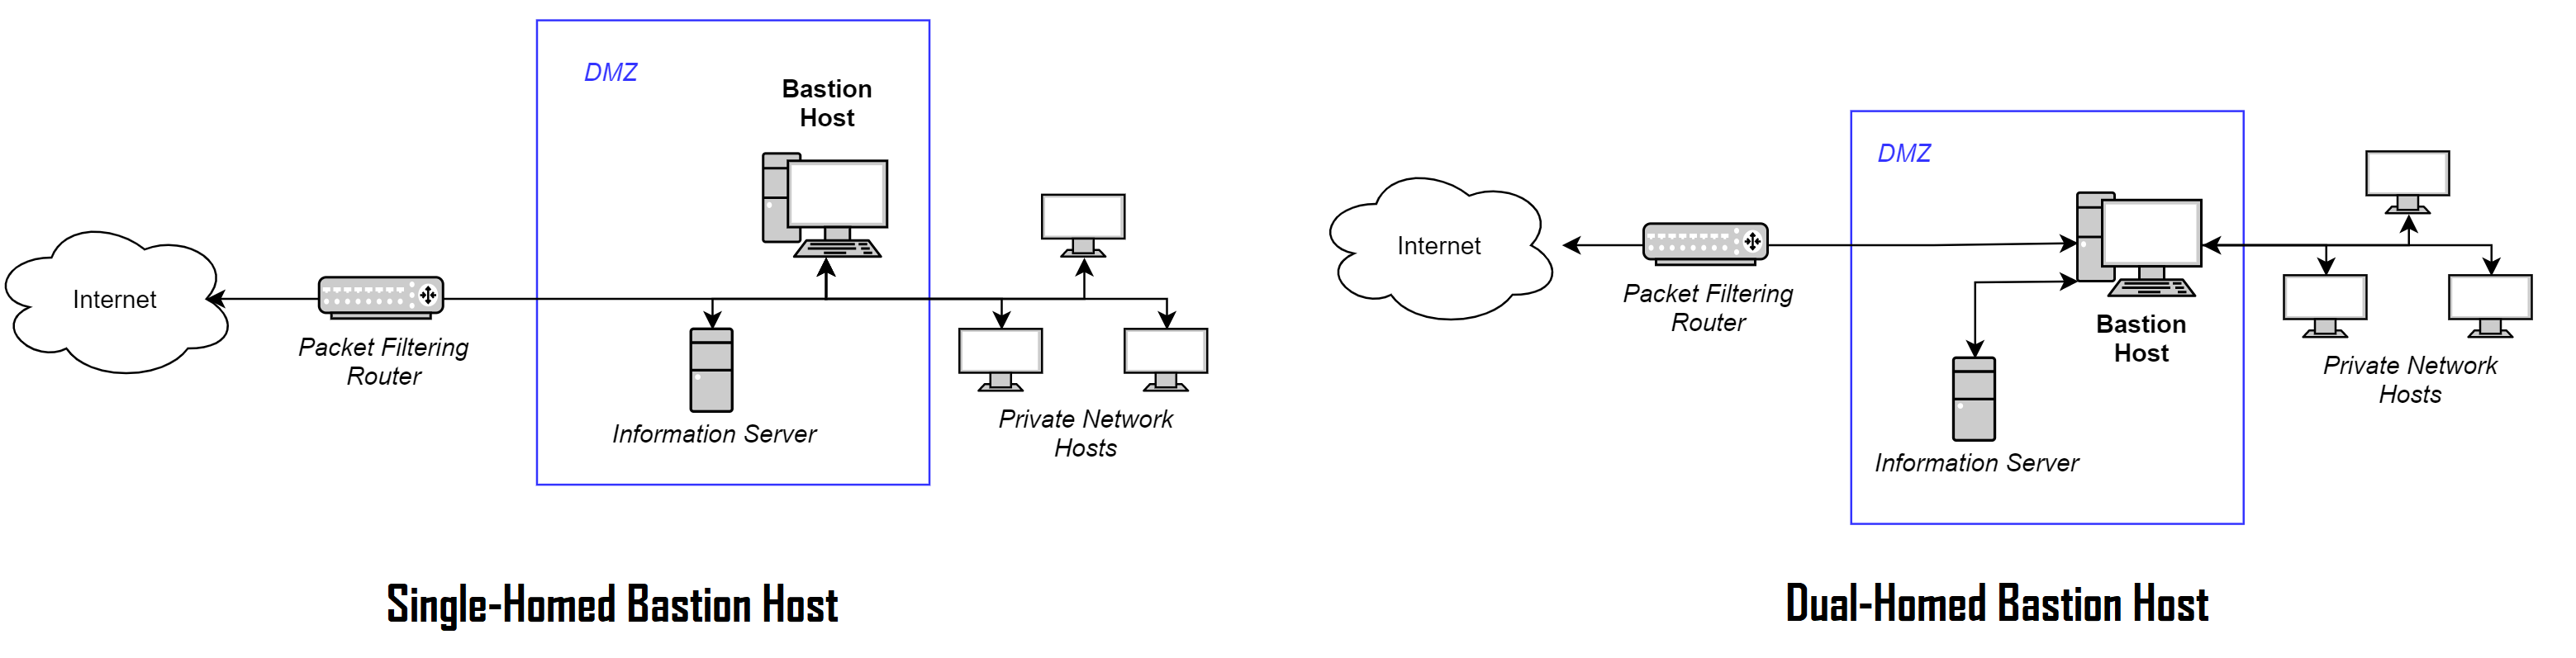 DMZ
Bastion
Host
Internet
Packet Filtering
Router
Information Server
Private Network
Hosts
Single-Homed Bastion Host
DMZ
Internet
Packet Filtering
Router
Bastion
Host
Information Server
Private Network
Hosts
Dual-Homed Bastion Host